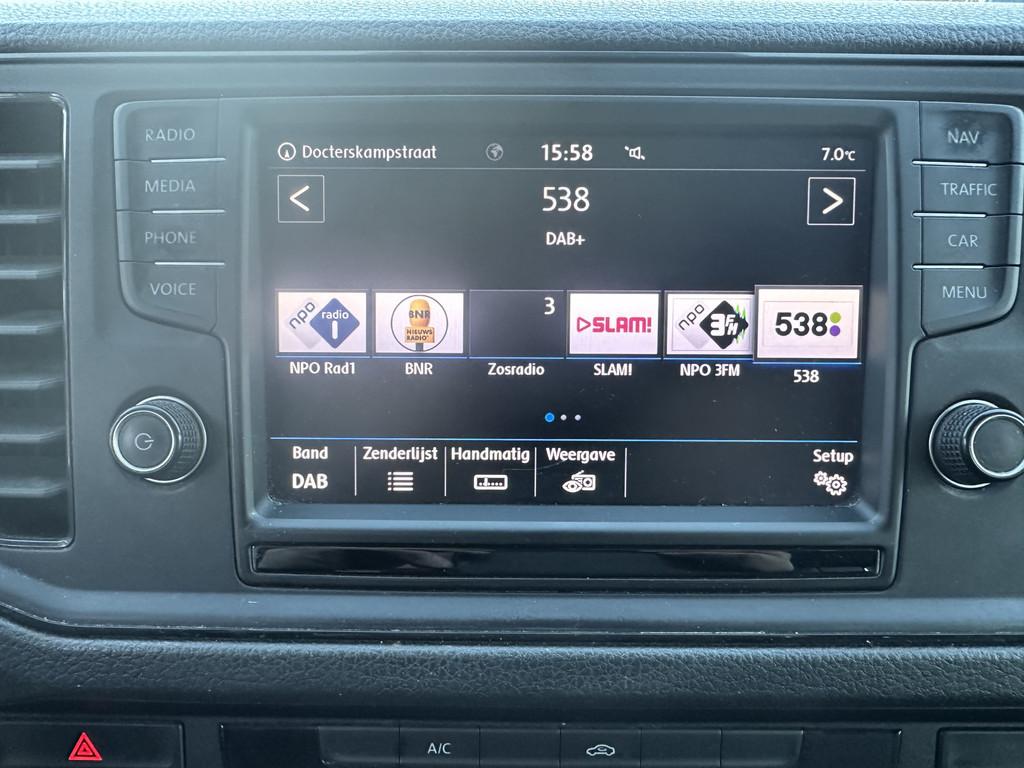 RADIO
MEDIA
PHONE
VOICE
Docterskampstraat 15:58 7.0°C
<
538
>
DAB+
npo radio 1
BNR NIEUWS RADIO
3
SLAM!
npo 3FM
538
NPO Rad1 BNR Zosradio SLAM! NPO 3FM 538
Band Zenderlijst Handmatig Weergave Setup
DAB
NAV
TRAFFIC
CAR
MENU
A/C